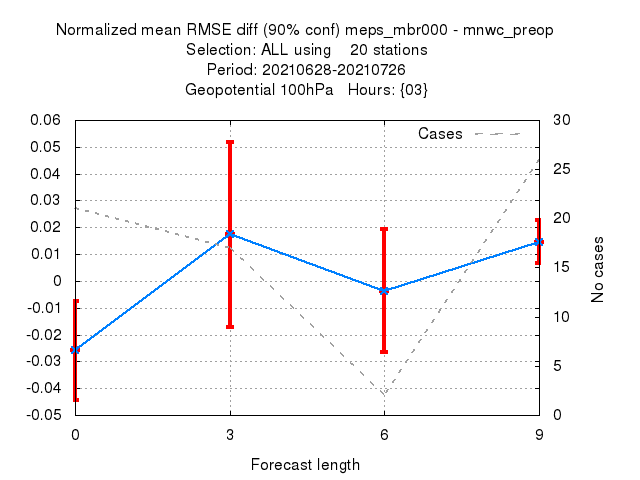 Normalized mean RMSE diff (90% conf) meps_mbr000 - mnwc_preop
Selection: ALL using 20 stations
Period: 20210628-20210726
Geopotential 100hPa Hours: {03}
Cases
0.06
0.05
0.04
0.03
0.02
0.01
0
-0.01
-0.02
-0.03
-0.04
-0.05
30
25
20
15
10
5
0
No cases
0 3 6 9
Forecast length